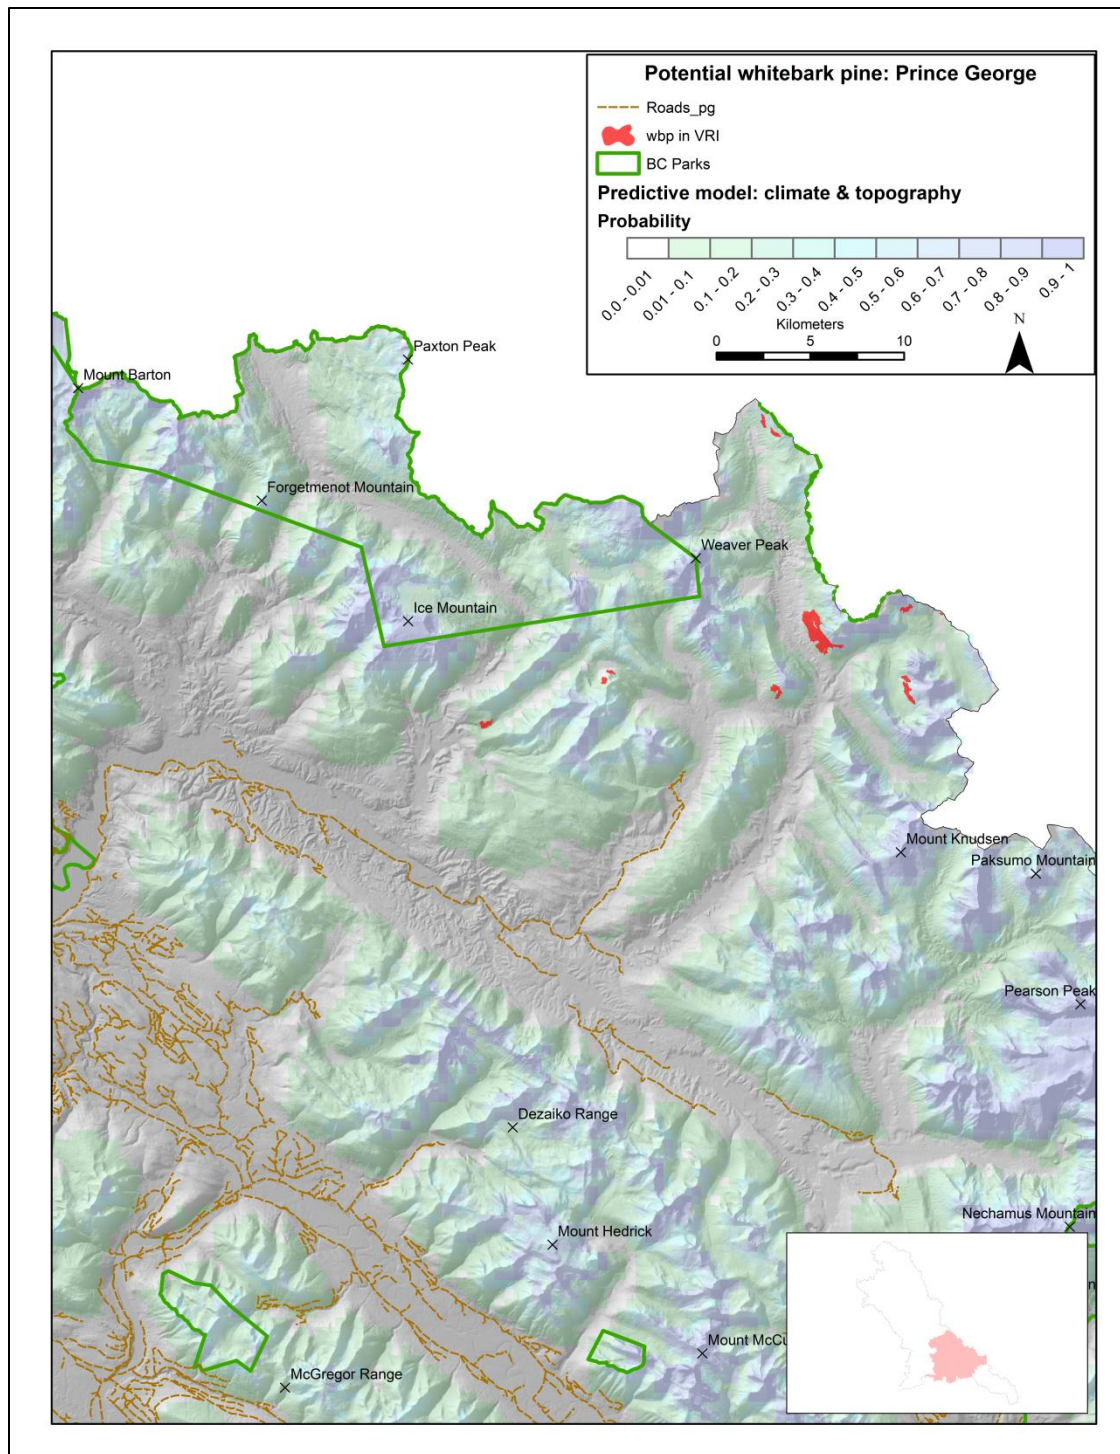 Potential whitebark pine: Prince George
Roads_pg
wbp in VRI
BC Parks
Predictive model: climate & topography
Probability
0.0 - 0.01
0.01 - 0.1
0.1 - 0.2
0.2 - 0.3
0.3 - 0.4
0.4 - 0.5
0.5 - 0.6
0.6 - 0.7
0.7 - 0.8
0.8 - 0.9
0.9 - 1
Kilometers
0 5 10
N
Paxton Peak
Mount Barton
Forgetmenot Mountain
Weaver Peak
Ice Mountain
Mount Knudsen
Paksumo Mountain
Pearson Peak
Dezaiko Range
Nechamus Mountain
Mount Hedrick
Mount McCu
McGregor Range